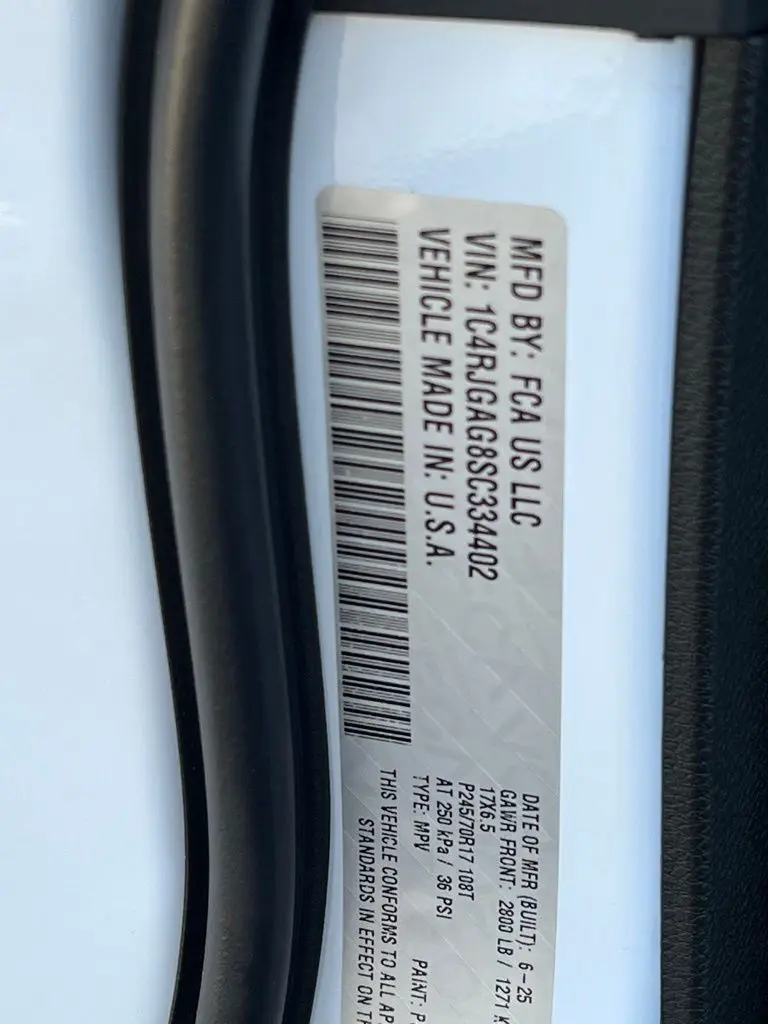 MFD BY: FCA US LLC
VIN: 1C4RJGAG8SC334402
VEHICLE MADE IN: U.S.A.
DATE OF MFR (BUILT): 6-25
GAWR FRONT: 2800 LB / 1271 K
17X6.5
P245/70R17 108T
AT 250 kPa / 36 PSI
TYPE: MPV PAINT: P
THIS VEHICLE CONFORMS TO ALL AP
STANDARDS IN EFFECT ON TH